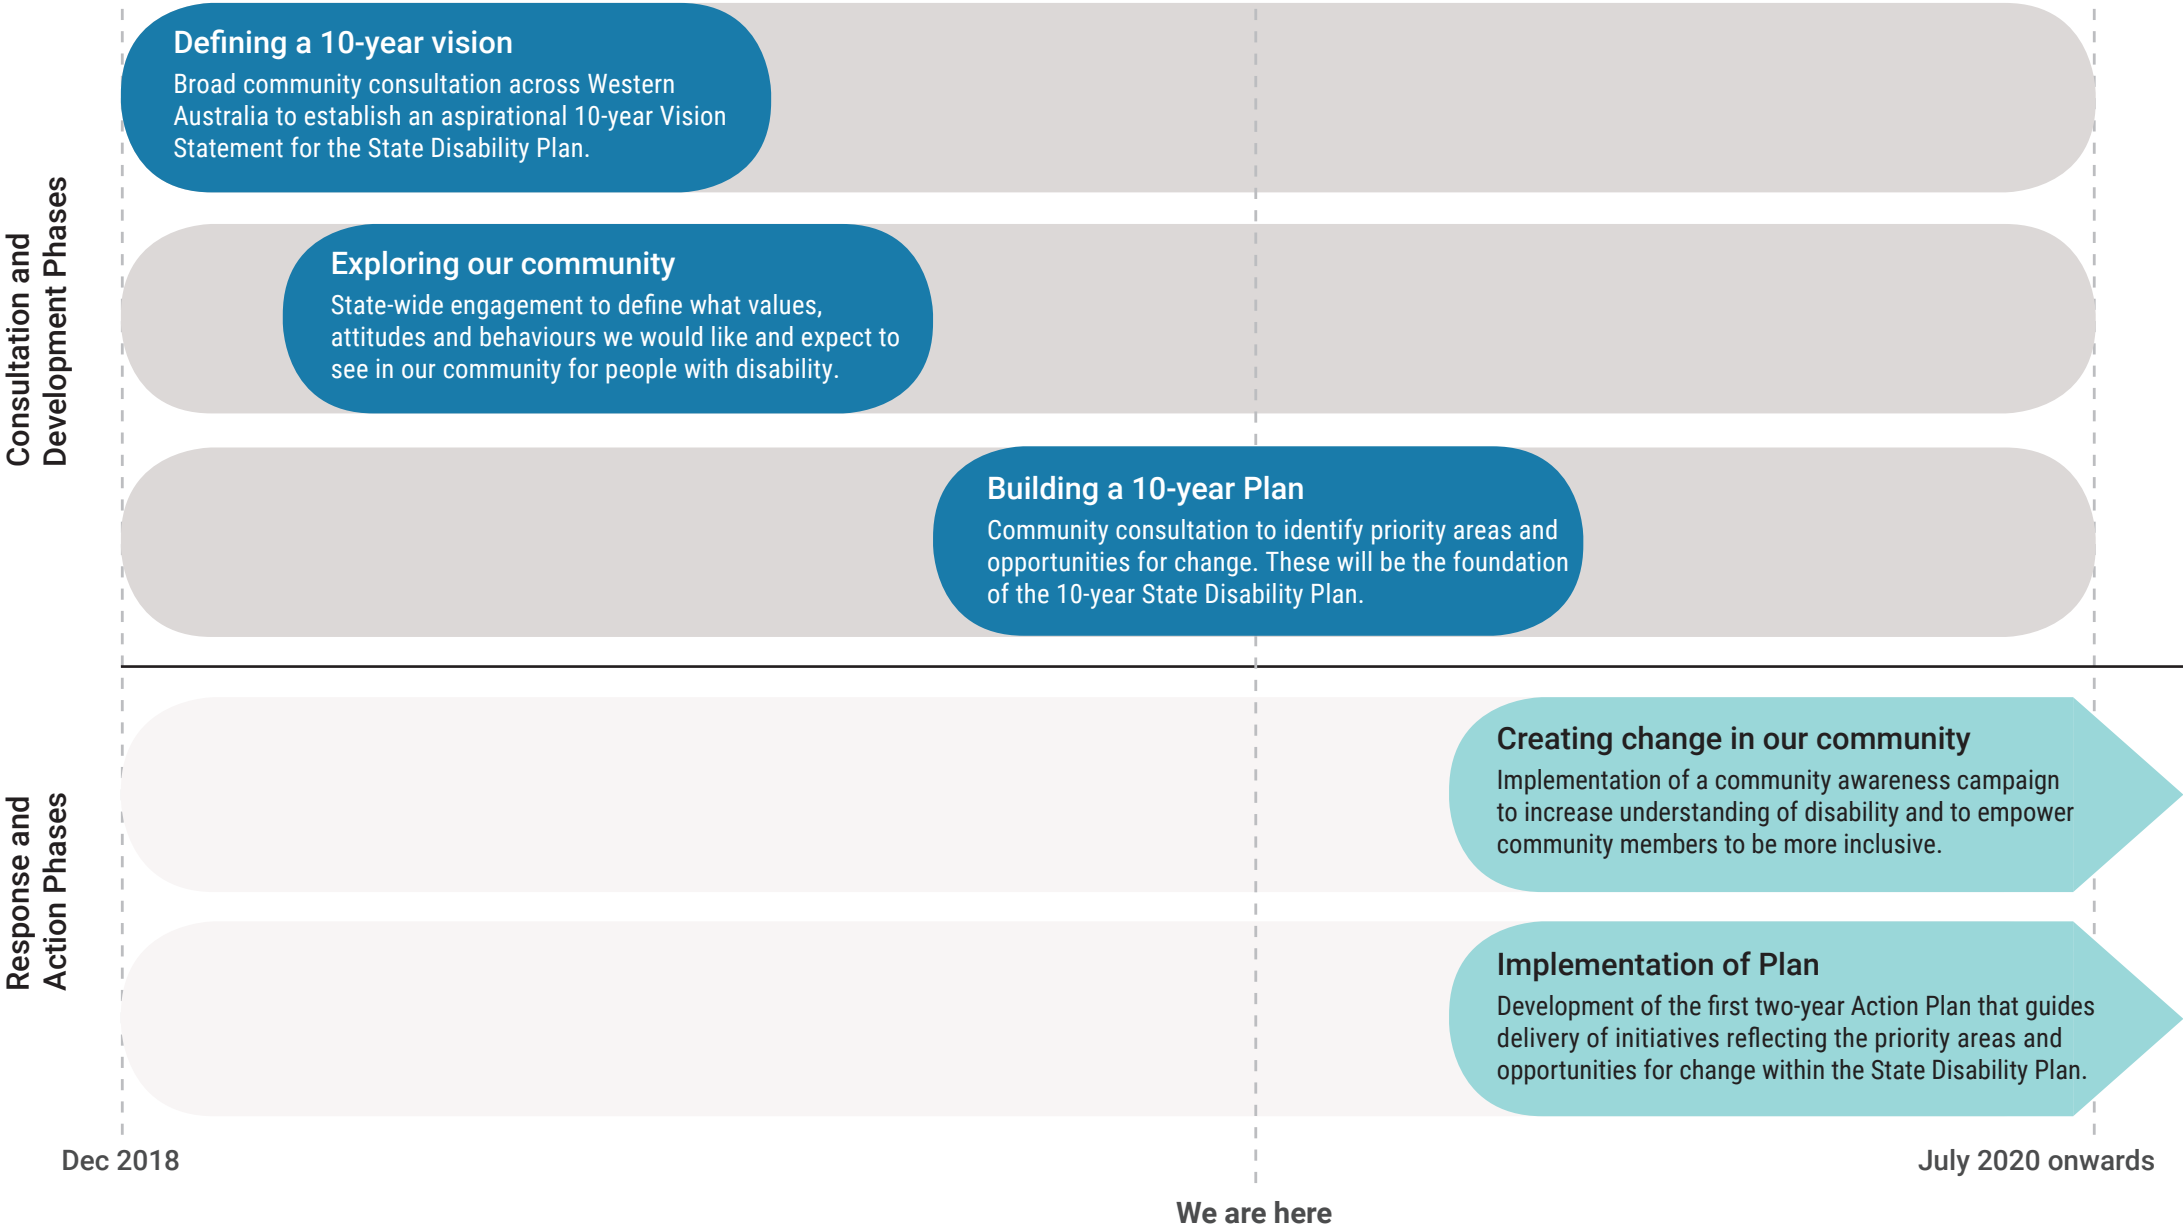 Consultation and
Development Phases
Defining a 10-year vision
Broad community consultation across Western
Australia to establish an aspirational 10-year Vision
Statement for the State Disability Plan.
Exploring our community
State-wide engagement to define what values,
attitudes and behaviours we would like and expect to
see in our community for people with disability.
Building a 10-year Plan
Community consultation to identify priority areas and
opportunities for change. These will be the foundation
of the 10-year State Disability Plan.
Response and
Action Phases
Creating change in our community
Implementation of a community awareness campaign
to increase understanding of disability and to empower
community members to be more inclusive.
Implementation of Plan
Development of the first two-year Action Plan that guides
delivery of initiatives reflecting the priority areas and
opportunities for change within the State Disability Plan.
Dec 2018
July 2020 onwards
We are here